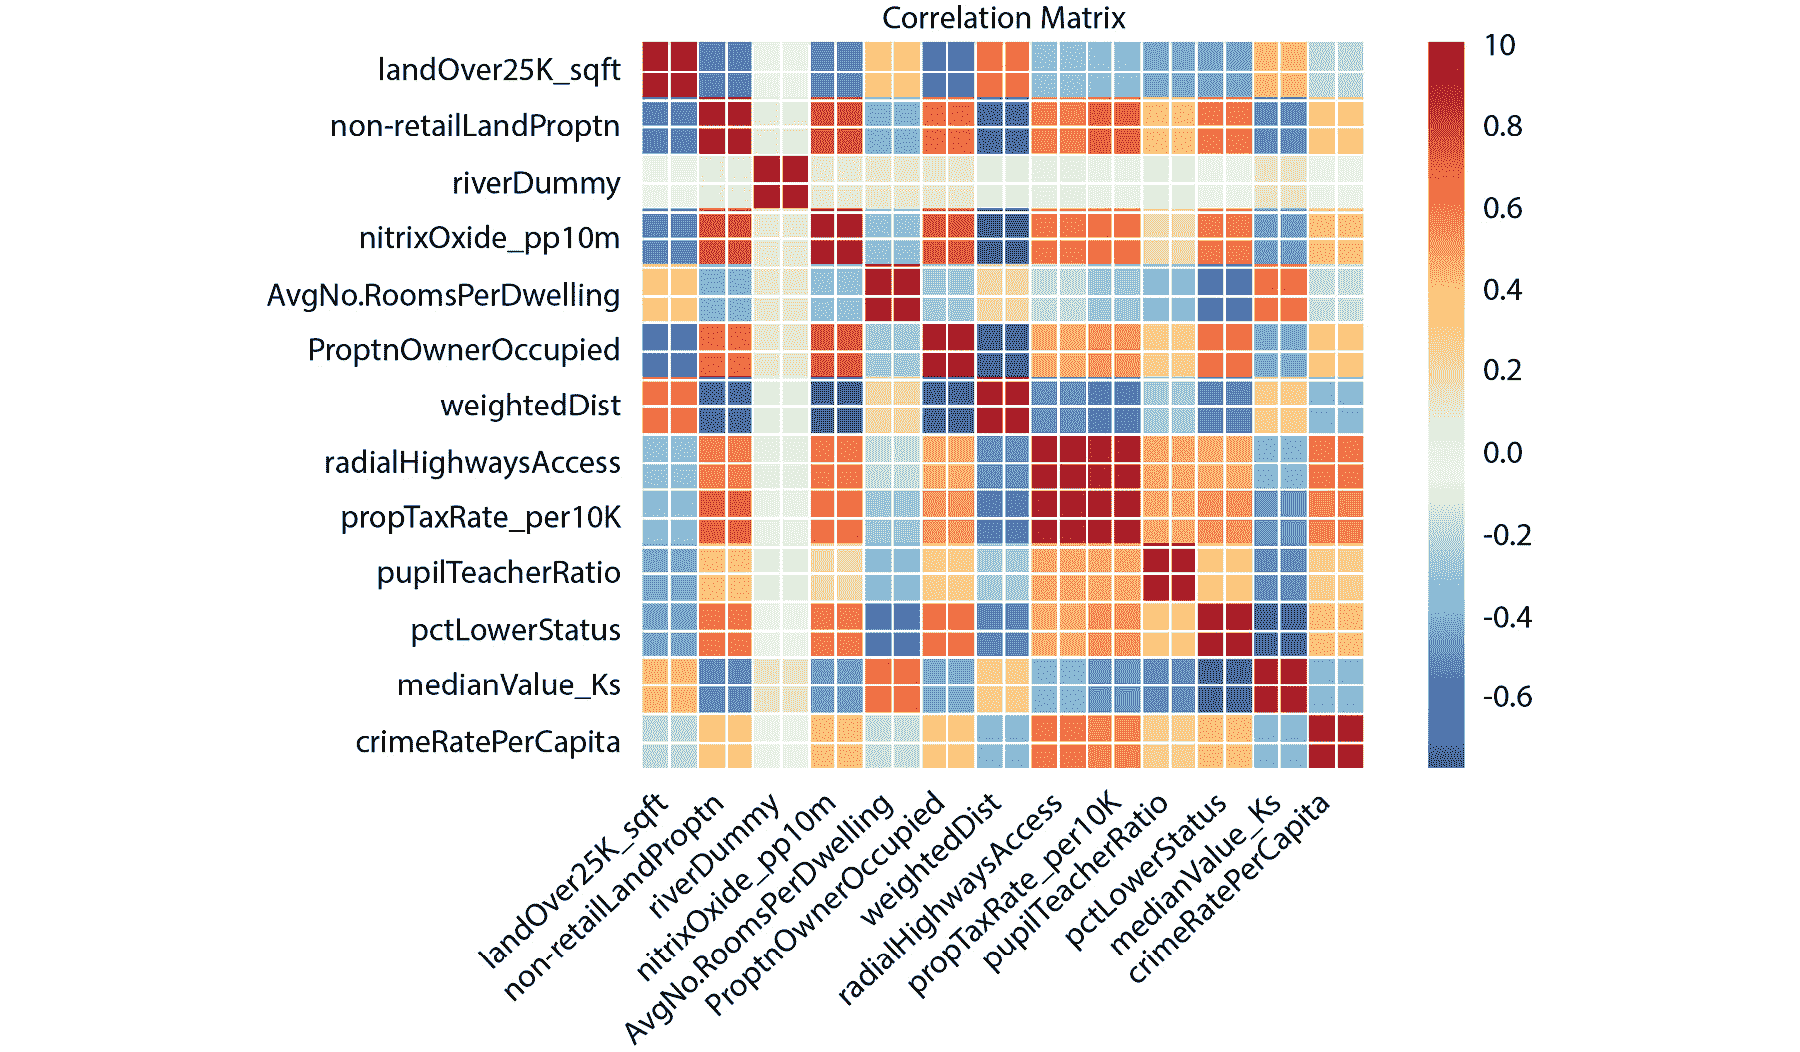 Correlation Matrix
landOver25K_sqft
non-retailLandProptn
riverDummy
nitrixOxide_pp10m
AvgNo.RoomsPerDwelling
ProptnOwnerOccupied
weightedDist
radialHighwaysAccess
propTaxRate_per10K
pupilTeacherRatio
pctLowerStatus
medianValue_Ks
crimeRatePerCapita
10
0.8
0.6
0.4
0.2
0.0
-0.2
-0.4
-0.6
landOver25K_sqft
non-retailLandProptn
riverDummy
nitrixOxide_pp10m
AvgNo.RoomsPerDwelling
ProptnOwnerOccupied
weightedDist
radialHighwaysAccess
propTaxRate_per10K
pupilTeacherRatio
pctLowerStatus
medianValue_Ks
crimeRatePerCapita